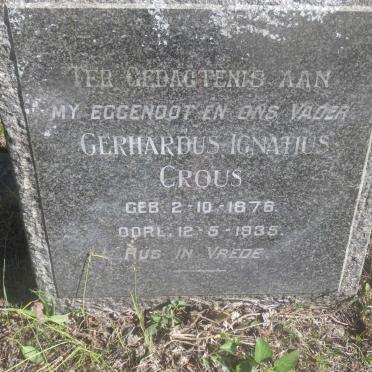 TER GEDAGTENIS AAN
MY EGGENOOT EN ONS VADER
GERHARDUS IGNATIUS
CROUS
GEB. 2-10-1876
OORL. 12-5-1935.
RUS IN VREDE